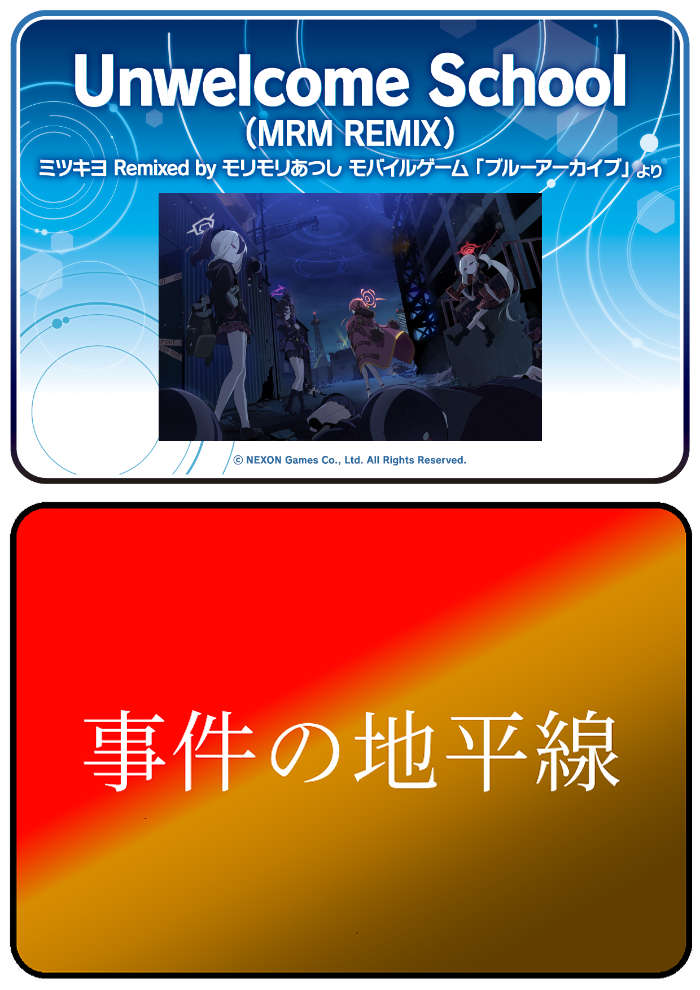 Unwelcome School
（MRM REMIX）
ミツキヨ Remixed by モリモリあつし モバイルゲーム「ブルーアーカイブ」より
© NEXON Games Co., Ltd. All Rights Reserved.
事件の地平線